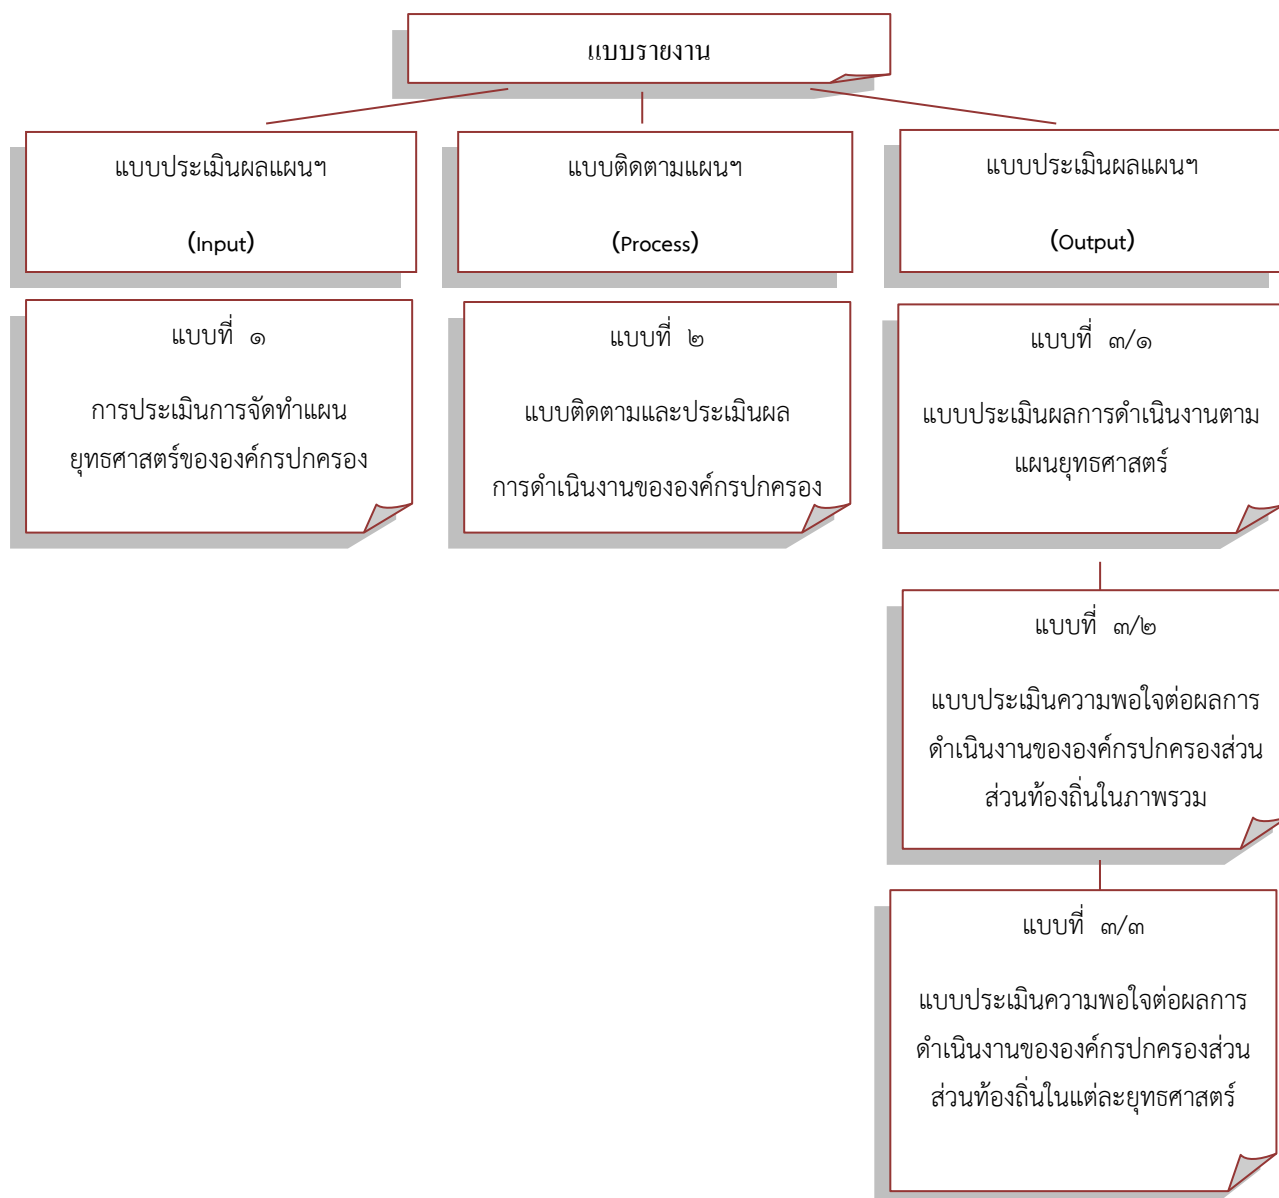 แบบรายงาน
แบบประเมินผลแผนฯ
(Input)
แบบติดตามแผนฯ
(Process)
แบบประเมินผลแผนฯ
(Output)
แบบที่ ๑
การประเมินการจัดทำแผน
ยุทธศาสตร์ขององค์กรปกครอง
แบบที่ ๒
แบบติดตามและประเมินผล
การดำเนินงานขององค์กรปกครอง
แบบที่ ๓/๑
แบบประเมินผลการดำเนินงานตาม
แผนยุทธศาสตร์
แบบที่ ๓/๒
แบบประเมินความพอใจต่อผลการ
ดำเนินงานขององค์กรปกครองส่วน
ส่วนท้องถิ่นในภาพรวม
แบบที่ ๓/๓
แบบประเมินความพอใจต่อผลการ
ดำเนินงานขององค์กรปกครองส่วน
ส่วนท้องถิ่นในแต่ละยุทธศาสตร์